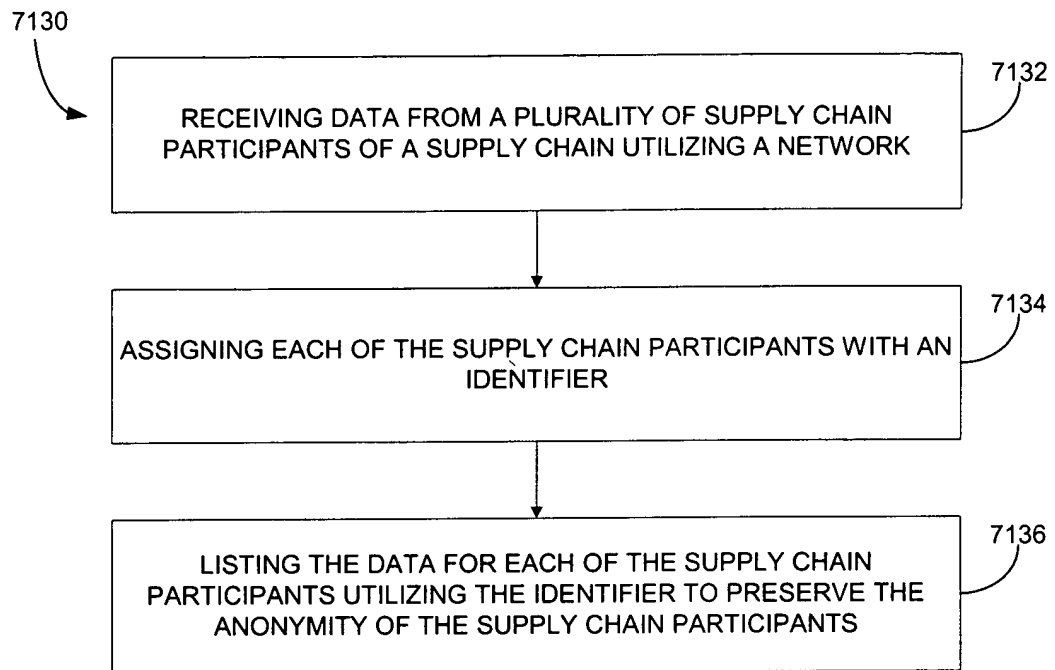 7130
7132
RECEIVING DATA FROM A PLURALITY OF SUPPLY CHAIN
PARTICIPANTS OF A SUPPLY CHAIN UTILIZING A NETWORK
7134
ASSIGNING EACH OF THE SUPPLY CHAIN PARTICIPANTS WITH AN
IDENTIFIER
7136
LISTING THE DATA FOR EACH OF THE SUPPLY CHAIN
PARTICIPANTS UTILIZING THE IDENTIFIER TO PRESERVE THE
ANONYMITY OF THE SUPPLY CHAIN PARTICIPANTS